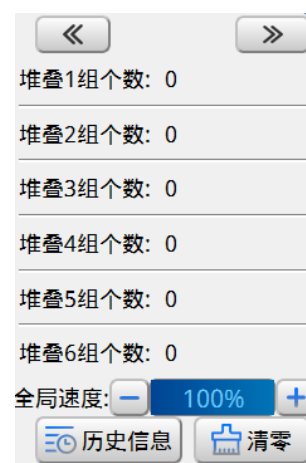 堆叠1组个数: 0
堆叠2组个数: 0
堆叠3组个数: 0
堆叠4组个数: 0
堆叠5组个数: 0
堆叠6组个数: 0
全局速度: − 100% +
历史信息 清零